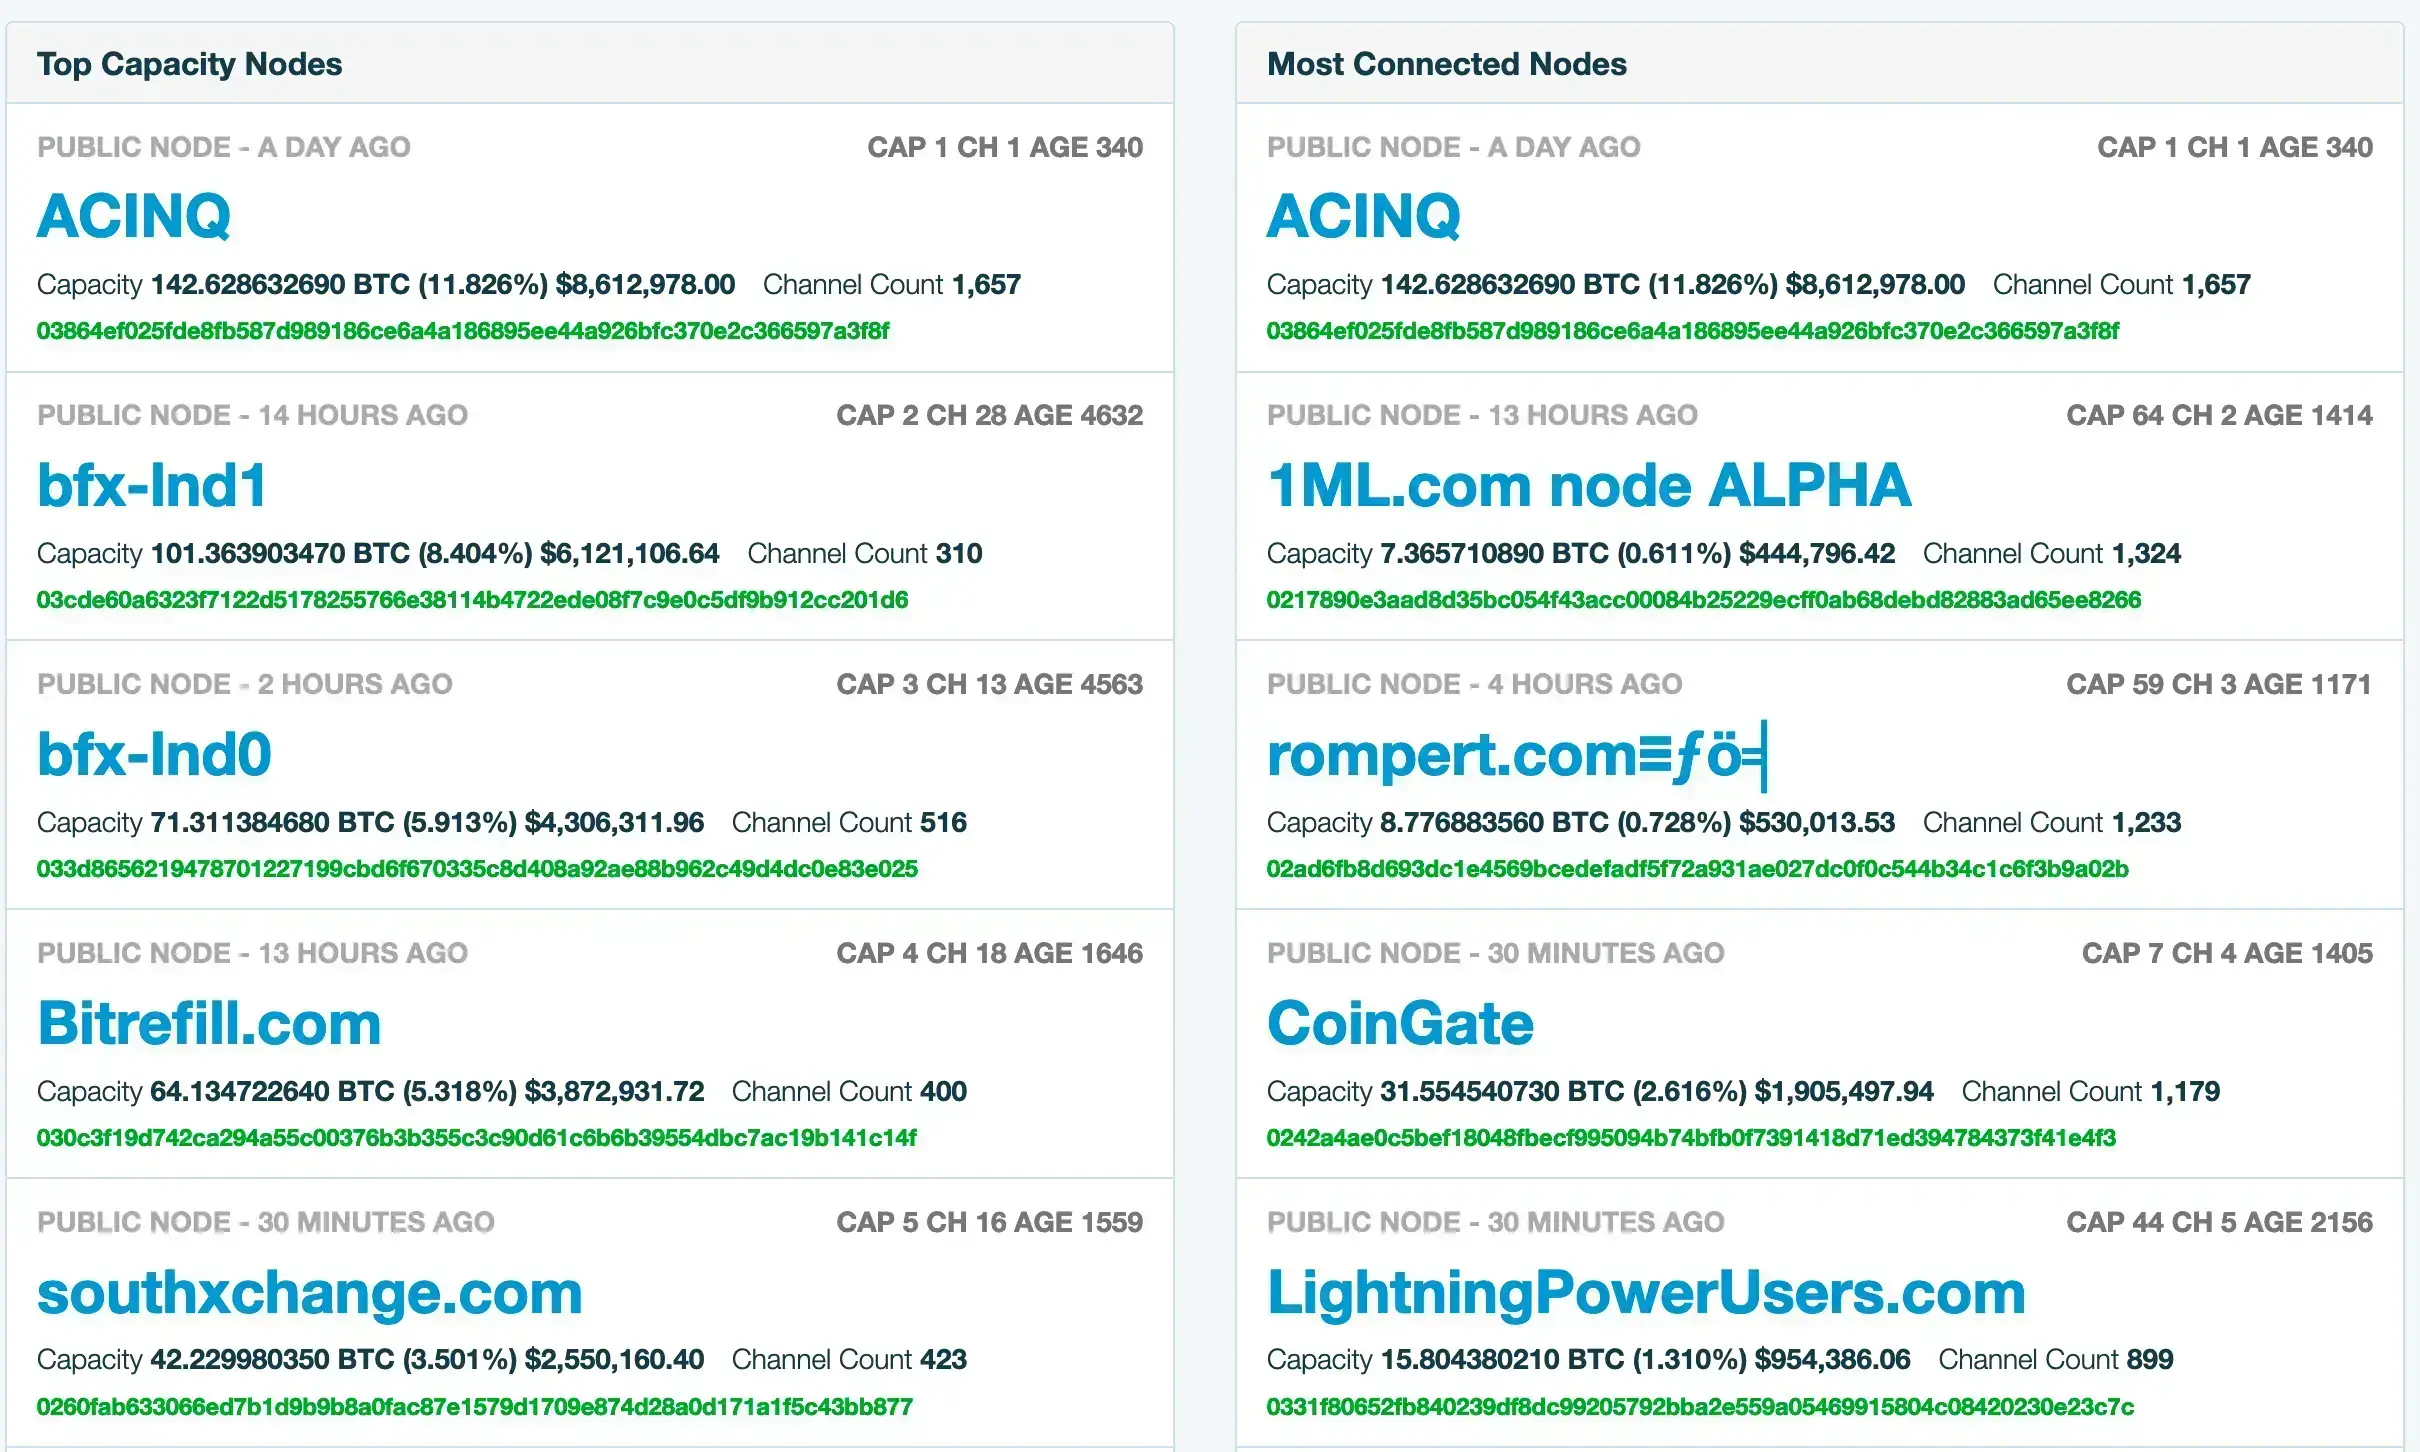 Top Capacity Nodes
PUBLIC NODE - A DAY AGO CAP 1 CH 1 AGE 340
ACINQ
Capacity 142.628632690 BTC (11.826%) $8,612,978.00 Channel Count 1,657
03864ef025fde8fb587d989186ce6a4a186895ee44a926bfc370e2c366597a3f8f
PUBLIC NODE - 14 HOURS AGO CAP 2 CH 28 AGE 4632
bfx-lnd1
Capacity 101.363903470 BTC (8.404%) $6,121,106.64 Channel Count 310
03cde60a6323f7122d5178255766e38114b4722ede08f7c9e0c5df9b912cc201d6
PUBLIC NODE - 2 HOURS AGO CAP 3 CH 13 AGE 4563
bfx-lnd0
Capacity 71.311384680 BTC (5.913%) $4,306,311.96 Channel Count 516
033d8656219478701227199cbd6f670335c8d408a92ae88b962c49d4dc0e83e025
PUBLIC NODE - 13 HOURS AGO CAP 4 CH 18 AGE 1646
Bitrefill.com
Capacity 64.134722640 BTC (5.318%) $3,872,931.72 Channel Count 400
030c3f19d742ca294a55c00376b3b355c3c90d61c6b6b39554dbc7ac19b141c14f
PUBLIC NODE - 30 MINUTES AGO CAP 5 CH 16 AGE 1559
southxchange.com
Capacity 42.229980350 BTC (3.501%) $2,550,160.40 Channel Count 423
0260fab633066ed7b1d9b9b8a0fac87e1579d1709e874d28a0d171a1f5c43bb877
Most Connected Nodes
PUBLIC NODE - A DAY AGO CAP 1 CH 1 AGE 340
ACINQ
Capacity 142.628632690 BTC (11.826%) $8,612,978.00 Channel Count 1,657
03864ef025fde8fb587d989186ce6a4a186895ee44a926bfc370e2c366597a3f8f
PUBLIC NODE - 13 HOURS AGO CAP 64 CH 2 AGE 1414
1ML.com node ALPHA
Capacity 7.365710890 BTC (0.611%) $444,796.42 Channel Count 1,324
0217890e3aad8d35bc054f43acc00084b25229ecff0ab68debd82883ad65ee8266
PUBLIC NODE - 4 HOURS AGO CAP 59 CH 3 AGE 1171
rompert.com≡ƒö╡
Capacity 8.776883560 BTC (0.728%) $530,013.53 Channel Count 1,233
02ad6fb8d693dc1e4569bcedefadf5f72a931ae027dc0f0c544b34c1c6f3b9a02b
PUBLIC NODE - 30 MINUTES AGO CAP 7 CH 4 AGE 1405
CoinGate
Capacity 31.554540730 BTC (2.616%) $1,905,497.94 Channel Count 1,179
0242a4ae0c5bef18048fbecf995094b74bfb0f7391418d71ed394784373f41e4f3
PUBLIC NODE - 30 MINUTES AGO CAP 44 CH 5 AGE 2156
LightningPowerUsers.com
Capacity 15.804380210 BTC (1.310%) $954,386.06 Channel Count 899
0331f80652fb840239df8dc99205792bba2e559a05469915804c08420230e23c7c